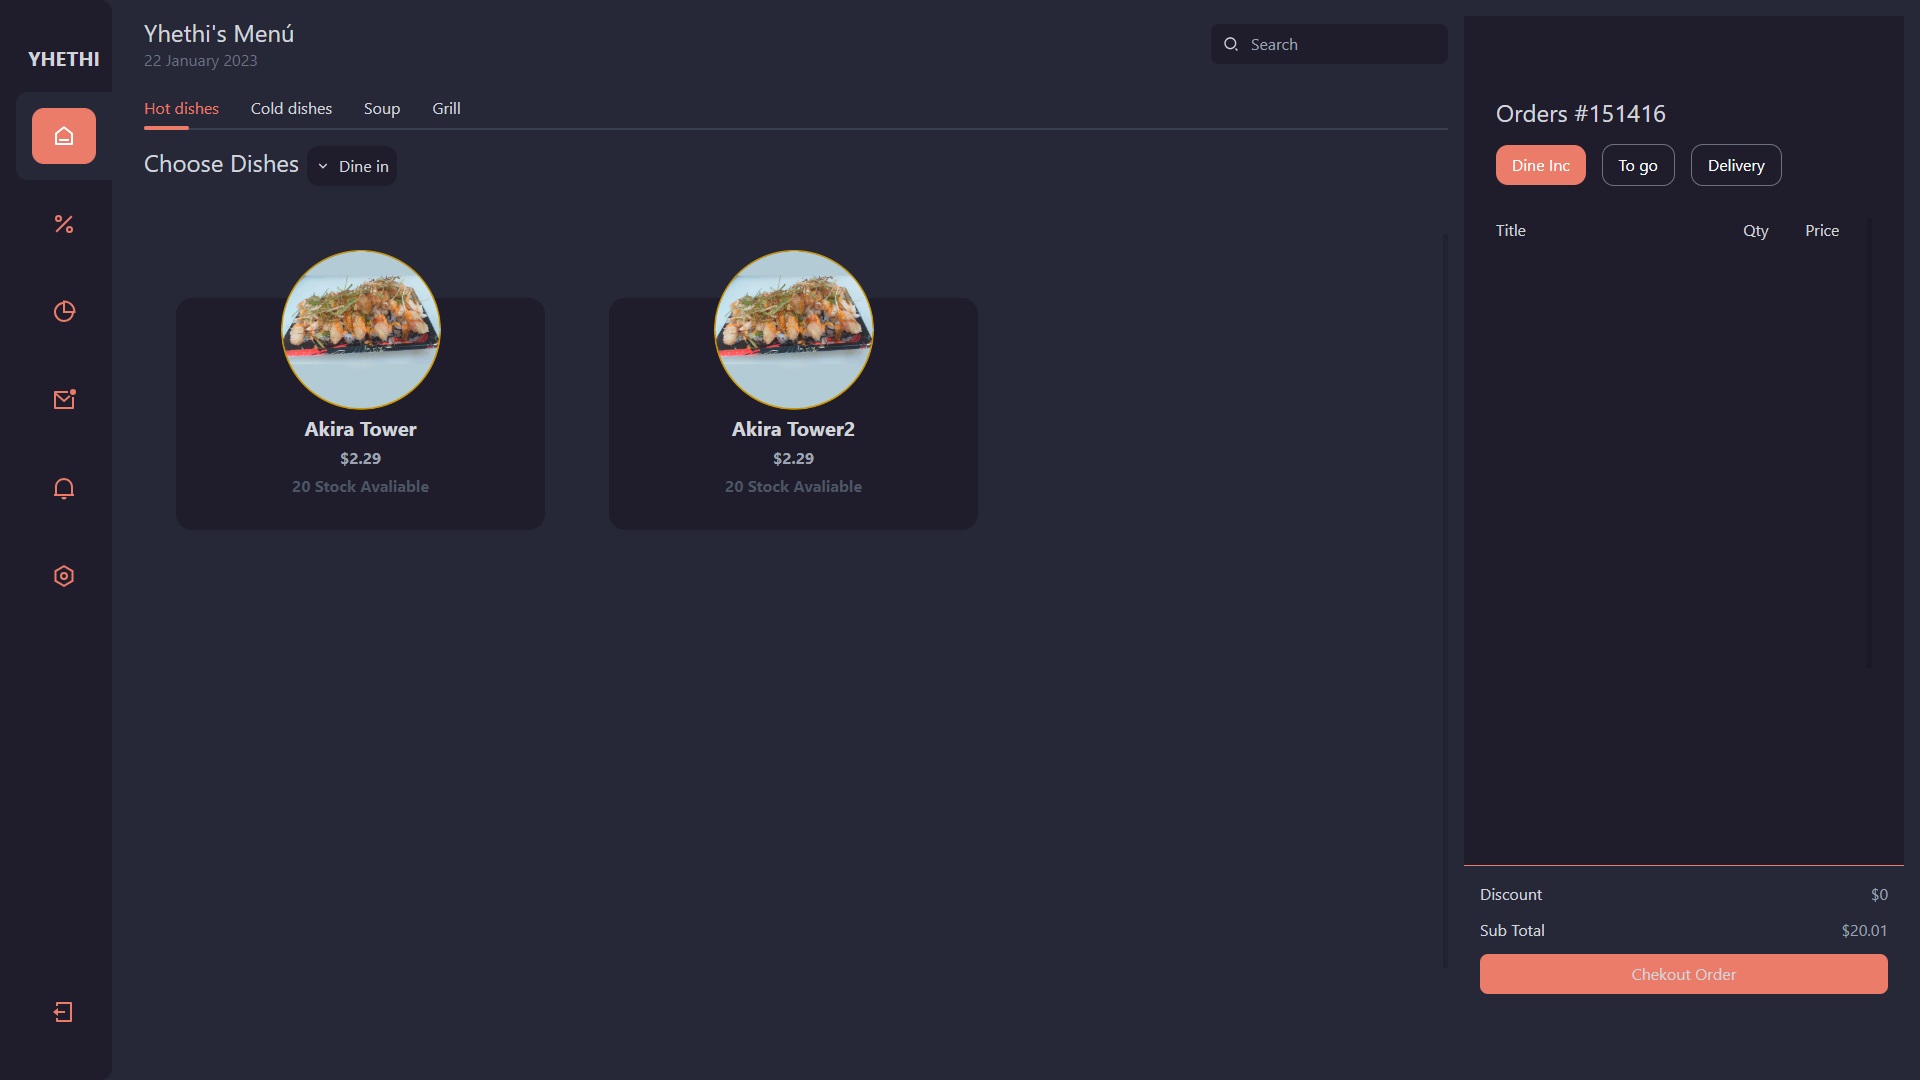 YHETHI
Yhethi's Menú
22 January 2023
Search
Hot dishes
Cold dishes
Soup
Grill
Choose Dishes
Dine in
Akira Tower
$2.29
20 Stock Avaliable
Akira Tower2
$2.29
20 Stock Avaliable
Orders #151416
Dine Inc
To go
Delivery
Title
Qty
Price
Discount
$0
Sub Total
$20.01
Chekout Order